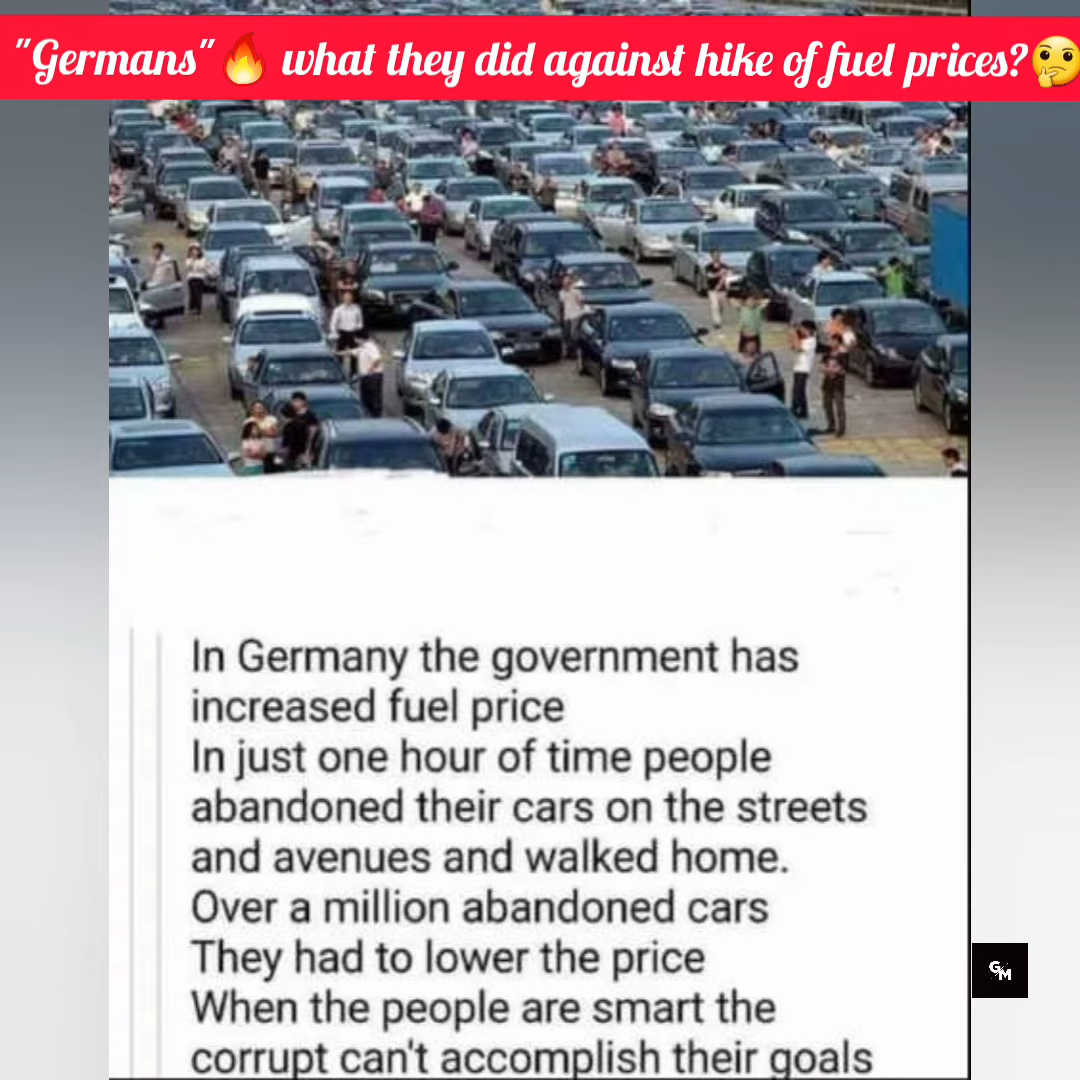 "Germans"🔥 what they did against hike of fuel prices?🤔
In Germany the government has
increased fuel price
In just one hour of time people
abandoned their cars on the streets
and avenues and walked home.
Over a million abandoned cars
They had to lower the price
When the people are smart the
corrupt can't accomplish their goals
GM